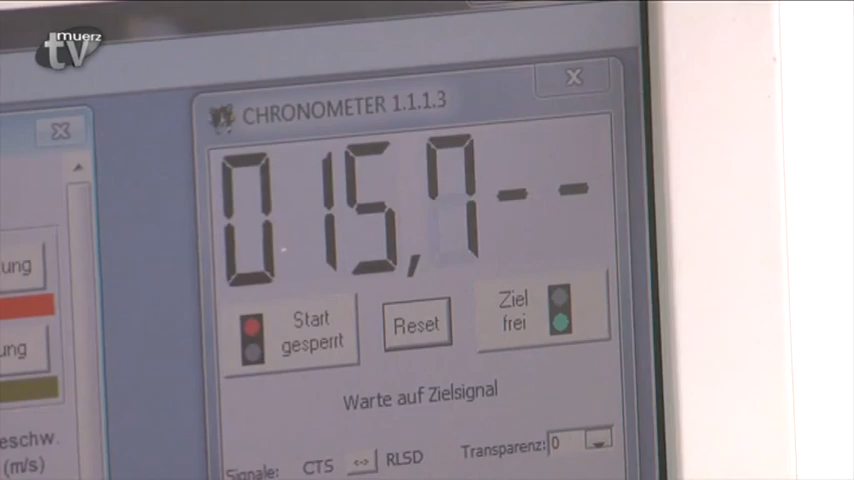 muerz
tv
CHRONOMETER 1.1.1.3
x
x
015,7--
Start
gesperrt
Reset
Ziel
frei
ung
ung
Warte auf Zielsignal
eschw.
(m/s)
Signale:
CTS
<->
RLSD
Transparenz:
0